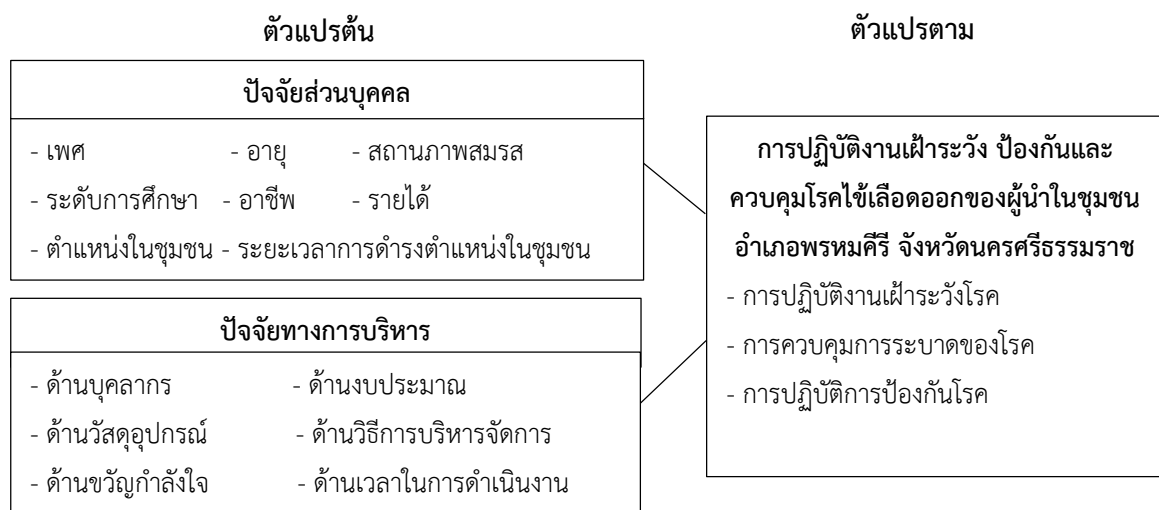 ตัวแปรต้น
ปัจจัยส่วนบุคคล
- เพศ - อายุ - สถานภาพสมรส
- ระดับการศึกษา - อาชีพ - รายได้
- ตำแหน่งในชุมชน - ระยะเวลาการดำรงตำแหน่งในชุมชน
ปัจจัยทางการบริหาร
- ด้านบุคลากร - ด้านงบประมาณ
- ด้านวัสดุอุปกรณ์ - ด้านวิธีการบริหารจัดการ
- ด้านขวัญกำลังใจ - ด้านเวลาในการดำเนินงาน
ตัวแปรตาม
การปฏิบัติงานเฝ้าระวัง ป้องกันและ
ควบคุมโรคไข้เลือดออกของผู้นำในชุมชน
อำเภอพรหมคีรี จังหวัดนครศรีธรรมราช
- การปฏิบัติงานเฝ้าระวังโรค
- การควบคุมการระบาดของโรค
- การปฏิบัติการป้องกันโรค